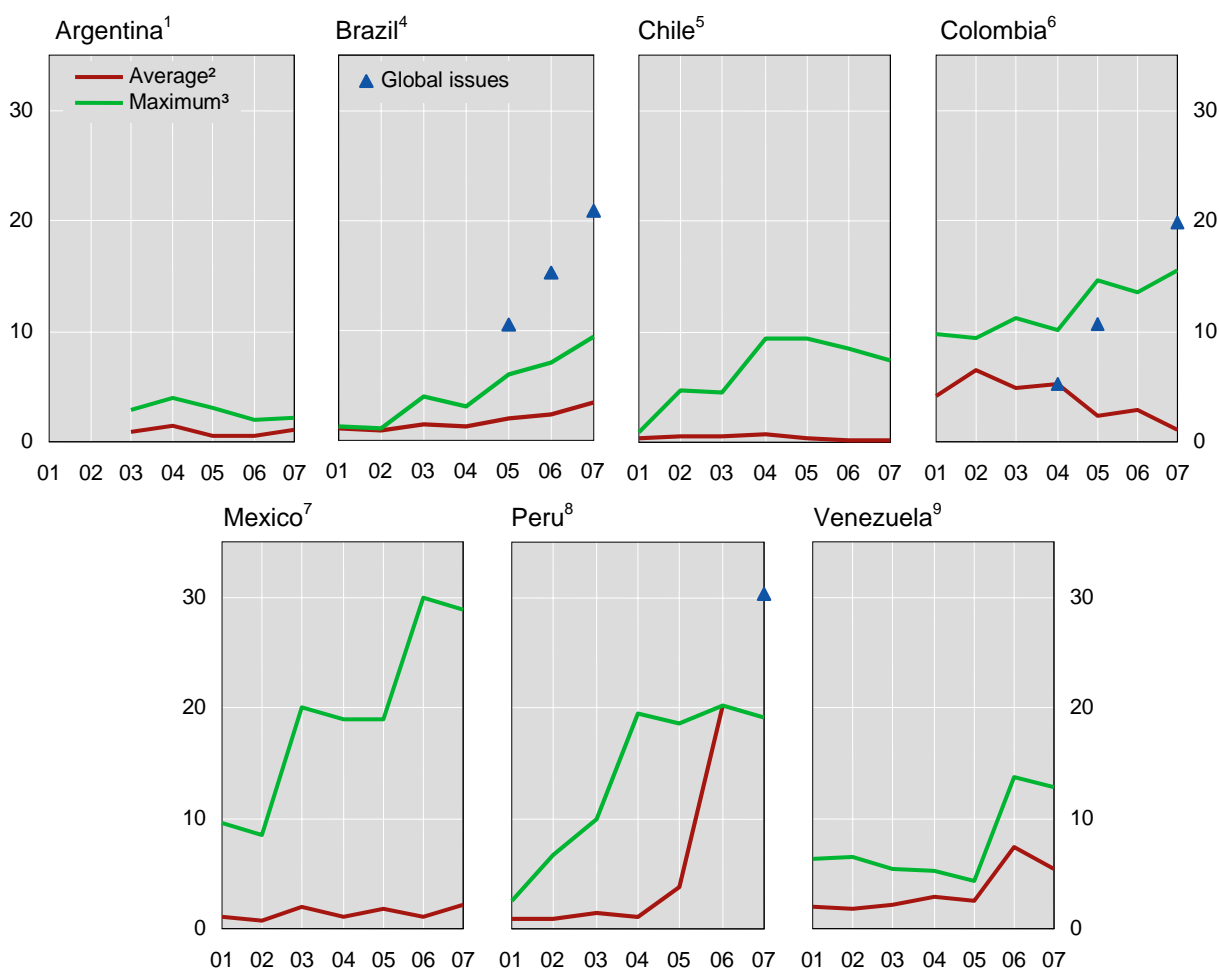 Argentina¹ Brazil⁴ Chile⁵ Colombia⁶
Average²
Maximum³
Global issues
30 30
20 20
10 10
0 0
01 02 03 04 05 06 07 01 02 03 04 05 06 07 01 02 03 04 05 06 07 01 02 03 04 05 06 07
Mexico⁷ Peru⁸ Venezuela⁹
30 30
20 20
10 10
0 0
01 02 03 04 05 06 07 01 02 03 04 05 06 07 01 02 03 04 05 06 07